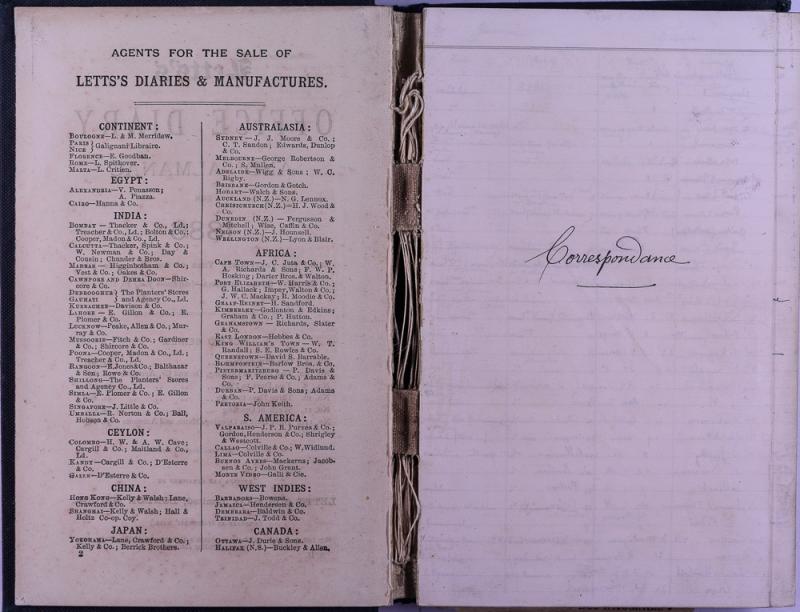 AGENTS FOR THE SALE OF
LETTS'S DIARIES & MANUFACTURES.
CONTINENT:
BOULOGNE—L. & M. Merridew.
PARIS } Galignani Libraire.
NICE }
FLORENCE—E. Goodban.
ROME—L. Spithover.
MALTA—L. Critien.
EGYPT:
ALEXANDRIA—V. Penasson;
A. Piazza.
CAIRO—Hanna & Co.
INDIA:
BOMBAY — Thacker & Co., Ld.;
Treacher & Co., Ld.; Bolton & Co.,
Cooper, Madon & Co., Ld.
CALCUTTA—Thacker, Spink & Co.;
W. Newman & Co.; Day &
Cousin; Chander & Bros.
MADRAS — Higginbotham & Co.;
Vest & Co.; Oakes & Co.
CAWNPORE AND DEHRA DOON—Shir-
core & Co.
DEBROOGHUR } The Planters' Stores
GAUHATI } and Agency Co., Ld.
KURRACHEE—Davison & Co.
LAHORE — E. Gillon & Co.; E.
Plomer & Co.
LUCKNOW—Peake, Allen & Co.; Mur-
ray & Co.
MUSSOORIE—Fitch & Co.; Gardiner
& Co.; Shircore & Co.
POONA—Cooper, Madon & Co., Ld.;
Treacher & Co., Ld.
RANGOON—E. Jones & Co.; Balthazar
& Son; Rowe & Co.
SHILLONG—The Planters' Stores
and Agency Co., Ld.
SIMLA—E. Plomer & Co.; E. Gillon
& Co.
SINGAPORE—J. Little & Co.
UMBALLA—R. Norton & Co.; Ball,
Hobson & Co.
CEYLON:
COLOMBO—H. W. & A. W. Cave;
Cargill & Co.; Maitland & Co.,
Ld.
KANDY—Cargill & Co.; D'Esterre
& Co.
GALLE—D'Esterre & Co.
CHINA:
HONG KONG—Kelly & Walsh; Lane,
Crawford & Co.
SHANGHAI—Kelly & Walsh; Hall &
Holtz Co-op. Coy.
JAPAN:
YOKOHAMA—Lane, Crawford & Co.;
Kelly & Co.; Berrick Brothers.
2
AUSTRALASIA:
SYDNEY — J. J. Moore & Co.;
C. T. Sandon; Edwards, Dunlop
& Co.
MELBOURNE—George Robertson &
Co.; S. Mullen.
ADELAIDE—Wigg & Sons; W. C.
Rigby.
BRISBANE—Gordon & Gotch.
HOBART—Walch & Sons.
AUCKLAND (N.Z.)—N. G. Lennox.
CHRISTCHURCH (N.Z.)—H. J. Wood &
Co.
DUNEDIN (N.Z.) — Fergusson &
Mitchell; Wise, Caffin & Co.
NELSON (N.Z.)—J. Hounsell.
WELLINGTON (N.Z.)—Lyon & Blair.
AFRICA:
CAPE TOWN—J. C. Juta & Co.; W.
A. Richards & Sons; F. W. P.
Hosking; Darter Bros. & Walton.
PORT ELIZABETH—W. Harris & Co.;
G. Hallack; Impey, Walton & Co.;
J. W. C. Mackay; R. Moodie & Co.
GRAAF-REINET—H. Sandford.
KIMBERLEY—Godlonton & Edkins;
Graham & Co.; P. Hutton.
GRAHAMSTOWN — Richards, Slater
& Co.
EAST LONDON—Hebbes & Co.
KING WILLIAM'S TOWN — W. T.
Randall; S. E. Rowles & Co.
QUEENSTOWN—David S. Barrable.
BLOEMFONTEIN—Barlow Bros. & Co.
PIETERMARITZBURG — P. Davis &
Sons; F. Pearse & Co.; Adams &
Co.
DURBAN—P. Davis & Sons; Adams
& Co.
PRETORIA—John Keith.
S. AMERICA:
VALPARAISO—J. P. B. Purves & Co.;
Gordon, Henderson & Co.; Shrigley
& Westcott.
CALLAO—Colville & Co.; W. Widlund.
LIMA—Colville & Co.
BUENOS AYRES—Mackerns; Jacob-
sen & Co.; John Grant.
MONTE VIDEO—Galli & Cie.
WEST INDIES:
BARBADOES—Bowens.
JAMAICA—Henderson & Co.
DEMERARA—Baldwin & Co.
TRINIDAD—J. Todd & Co.
CANADA:
OTTAWA—J. Durie & Sons.
HALIFAX (N.S.)—Buckley & Allen.
Correspondance